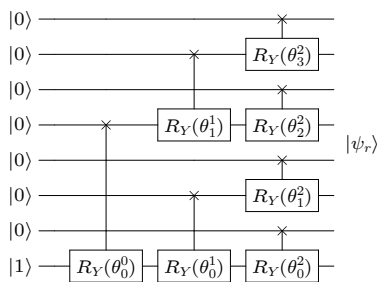 |0⟩
|0⟩ R_Y(θ_3^2)
|0⟩
|0⟩ R_Y(θ_1^1) R_Y(θ_2^2)
|ψ_r⟩
|0⟩
|0⟩ R_Y(θ_1^2)
|0⟩
|1⟩ R_Y(θ_0^0) R_Y(θ_0^1) R_Y(θ_0^2)